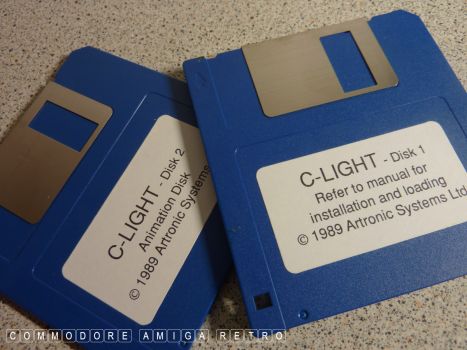 C-LIGHT - Disk 2
Animation Disk
© 1989 Artronic Systems
C-LIGHT - Disk 1
Refer to manual for
installation and loading
© 1989 Artronic Systems Ltd
COMMODORE AMIGA RETRO